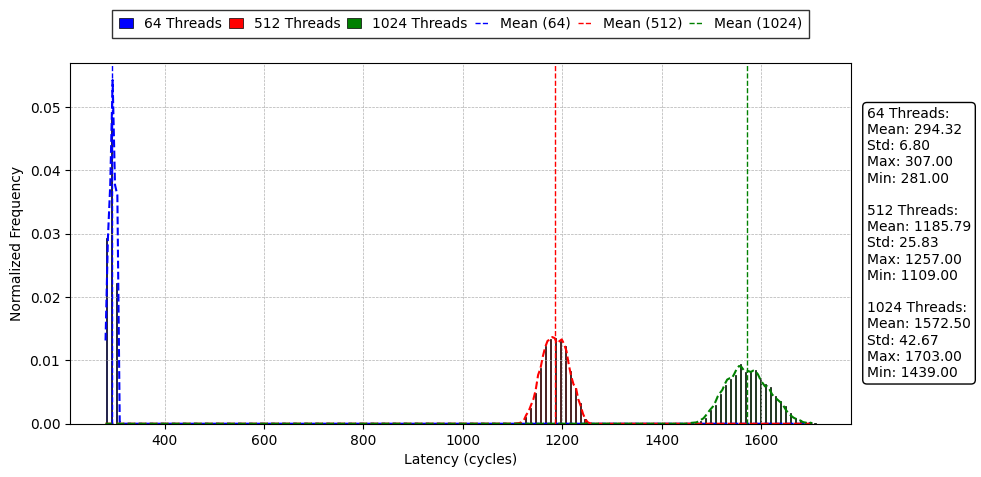 64 Threads 512 Threads 1024 Threads Mean (64) Mean (512) Mean (1024)
0.05
0.04
0.03
0.02
0.01
0.00
Normalized Frequency
400 600 800 1000 1200 1400 1600
Latency (cycles)
64 Threads:
Mean: 294.32
Std: 6.80
Max: 307.00
Min: 281.00
512 Threads:
Mean: 1185.79
Std: 25.83
Max: 1257.00
Min: 1109.00
1024 Threads:
Mean: 1572.50
Std: 42.67
Max: 1703.00
Min: 1439.00